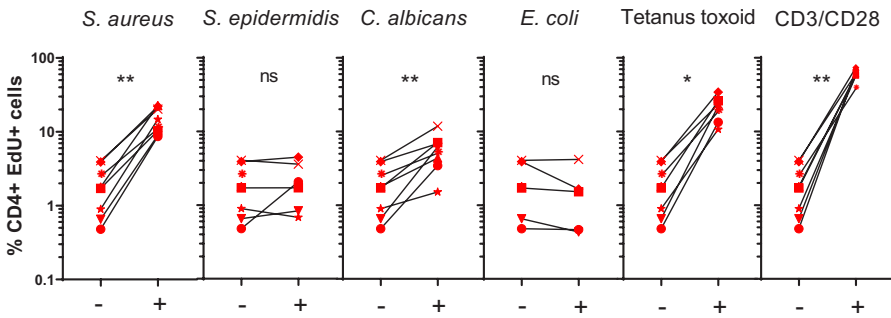 S. aureus S. epidermidis C. albicans E. coli Tetanus toxoid CD3/CD28
% CD4+ EdU+ cells
100
10
1
0.1
** ns ** ns * **
- + - + - + - + - + - +